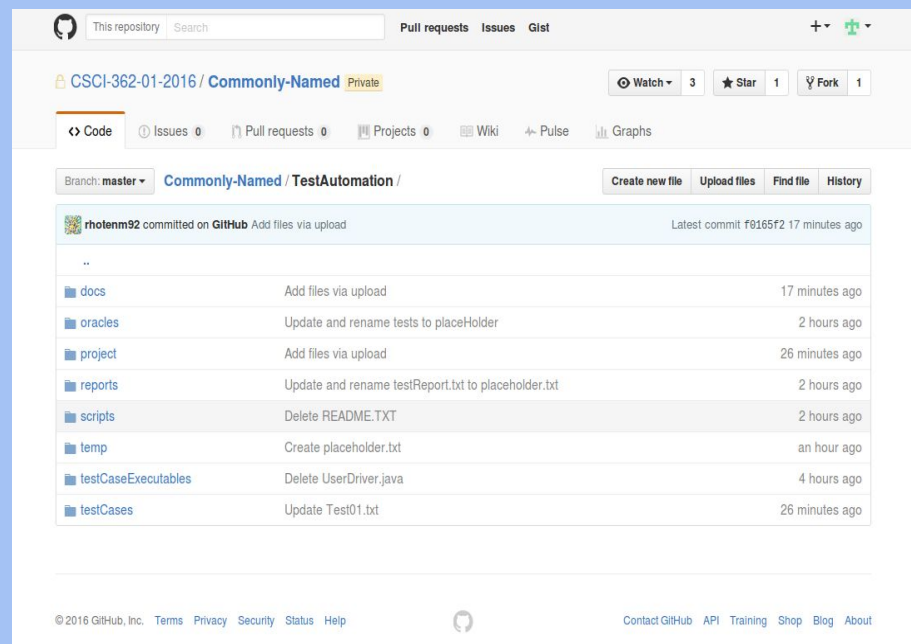 This repository Search Pull requests Issues Gist
CSCI-362-01-2016 / Commonly-Named Private Watch 3 Star 1 Fork 1
Code Issues 0 Pull requests 0 Projects 0 Wiki Pulse Graphs
Branch: master Commonly-Named / TestAutomation / Create new file Upload files Find file History
rhotenm92 committed on GitHub Add files via upload Latest commit f0165f2 17 minutes ago
..
docs Add files via upload 17 minutes ago
oracles Update and rename tests to placeHolder 2 hours ago
project Add files via upload 26 minutes ago
reports Update and rename testReport.txt to placeholder.txt 2 hours ago
scripts Delete README.TXT 2 hours ago
temp Create placeholder.txt an hour ago
testCaseExecutables Delete UserDriver.java 4 hours ago
testCases Update Test01.txt 26 minutes ago
© 2016 GitHub, Inc. Terms Privacy Security Status Help Contact GitHub API Training Shop Blog About